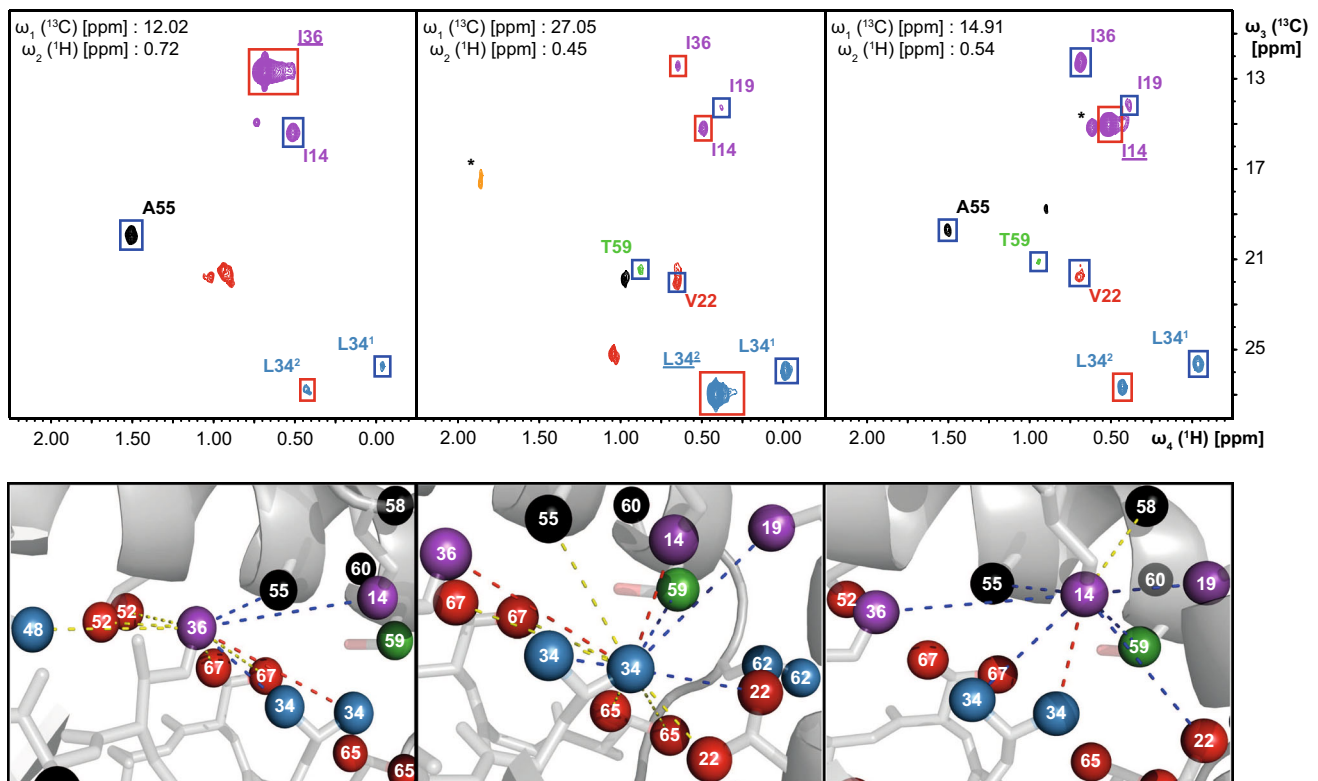 ω₁ (¹³C) [ppm] : 12.02
ω₂ (¹H) [ppm] : 0.72
I36
I14
A55
L34¹
L34²
ω₁ (¹³C) [ppm] : 27.05
ω₂ (¹H) [ppm] : 0.45
I36
I19
I14
*
T59
V22
L34²
L34¹
ω₁ (¹³C) [ppm] : 14.91
ω₂ (¹H) [ppm] : 0.54
I36
I19
*
I14
A55
T59
V22
L34¹
L34²
ω₃ (¹³C)
[ppm]
13
17
21
25
2.00 1.50 1.00 0.50 0.00
2.00 1.00 0.50 0.00
2.00 1.00 0.50 ω₄ (¹H) [ppm]
58
60
55
14
52
52
48
36
59
67
67
34
34
65
65
55
60
19
14
36
59
67
67
34
34
62
62
22
65
65
22
58
55
60
19
14
52
36
59
67
67
34
34
22
65